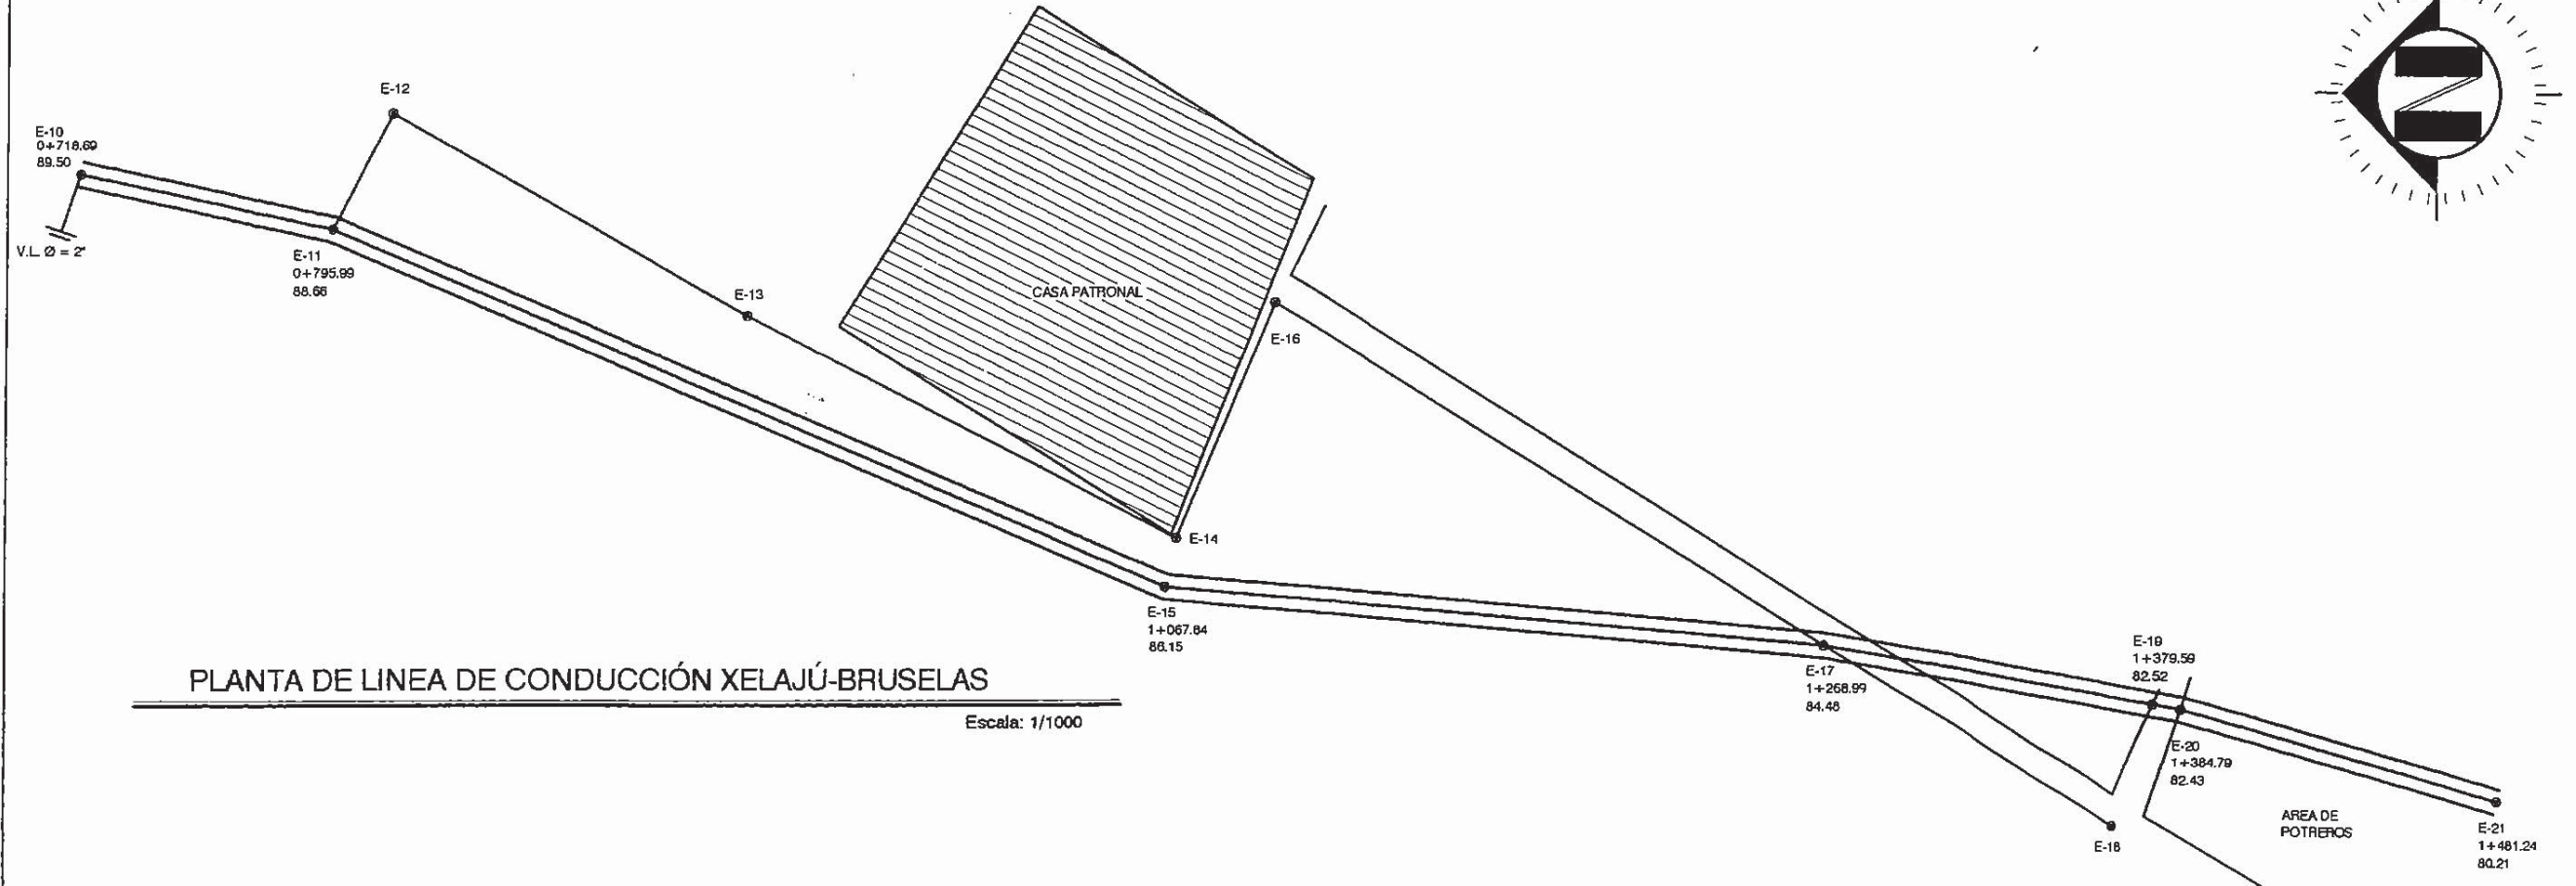 E-12
E-10
0+718.69
89.50
V.L. Ø = 2"
E-11
0+795.99
88.66
E-13
CASA PATRONAL
E-16
E-14
E-15
1+067.84
86.15
PLANTA DE LINEA DE CONDUCCIÓN XELAJÚ-BRUSELAS
Escala: 1/1000
E-17
1+268.99
84.48
E-19
1+379.59
82.52
E-20
1+384.79
82.43
E-18
AREA DE
POTREROS
E-21
1+481.24
80.21
N